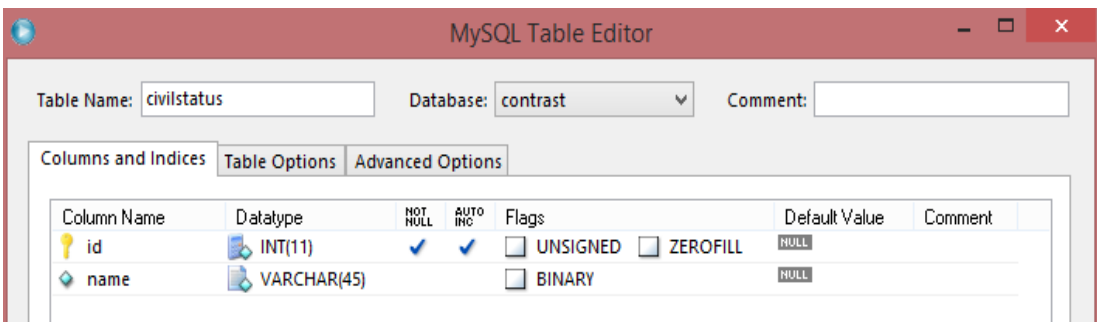 MySQL Table Editor
Table Name: civilstatus Database: contrast Comment:
Columns and Indices Table Options Advanced Options
Column Name Datatype NOT NULL AUTO INC Flags Default Value Comment
id INT(11) UNSIGNED ZEROFILL NULL
name VARCHAR(45) BINARY NULL